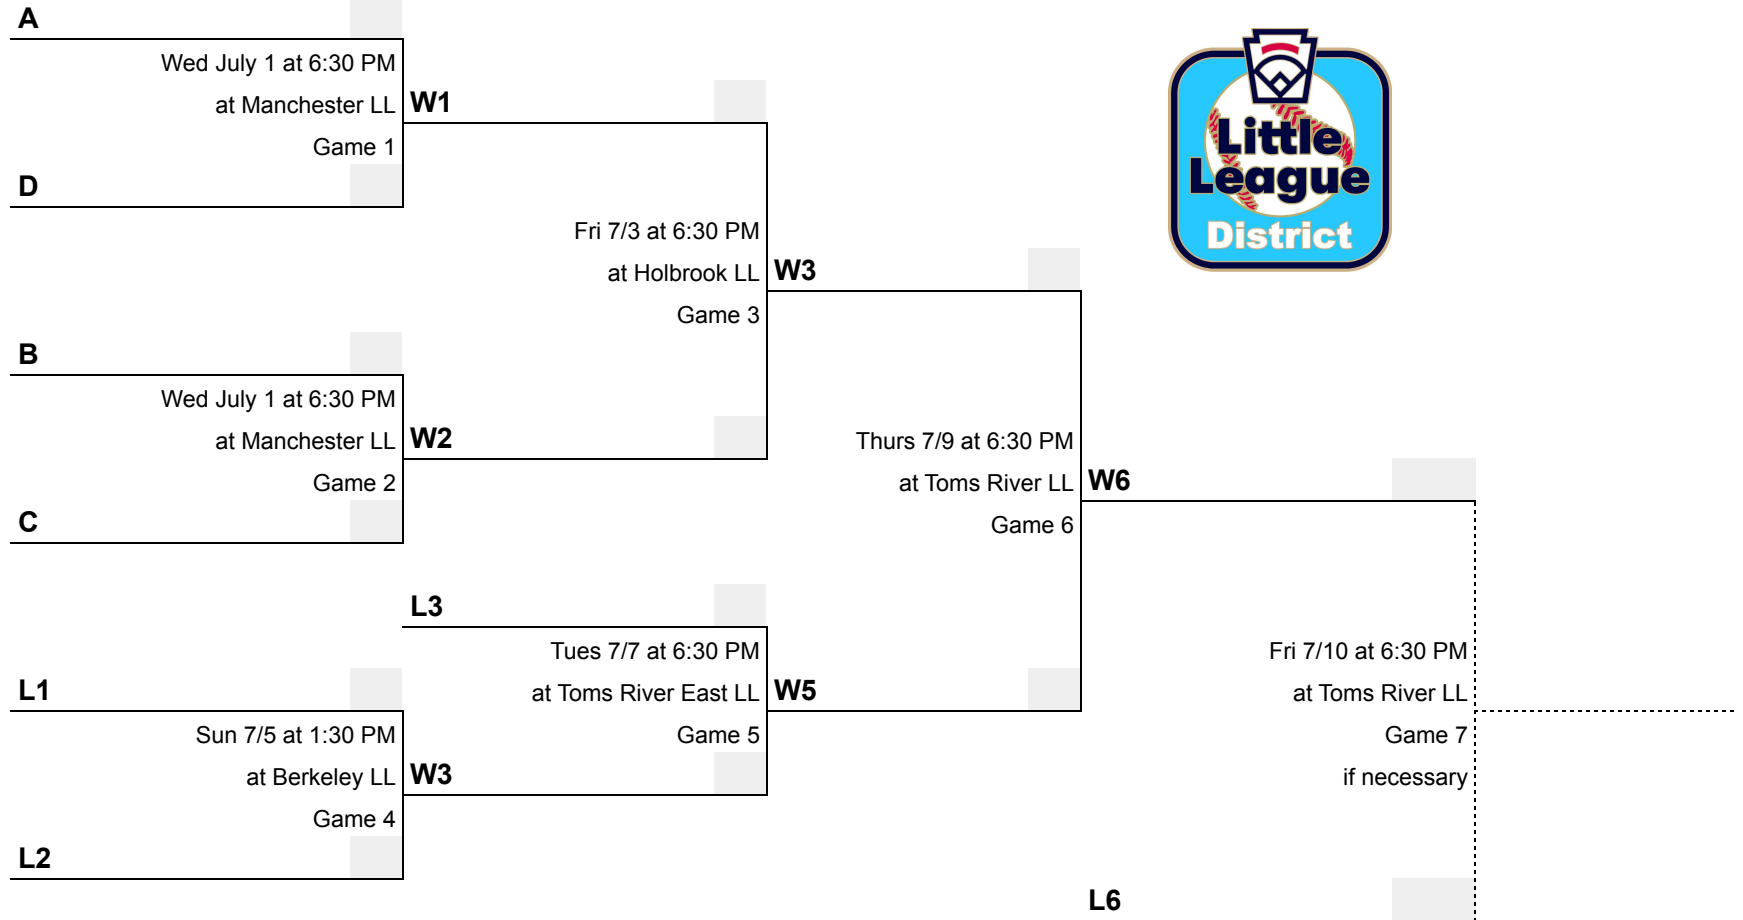 A
Wed July 1 at 6:30 PM
at Manchester LL
W1
Game 1
D
Fri 7/3 at 6:30 PM
at Holbrook LL
W3
Game 3
B
Wed July 1 at 6:30 PM
at Manchester LL
W2
Game 2
C
Thurs 7/9 at 6:30 PM
at Toms River LL
W6
Game 6
L3
Tues 7/7 at 6:30 PM
at Toms River East LL
W5
Game 5
L1
Sun 7/5 at 1:30 PM
at Berkeley LL
W3
Game 4
L2
Fri 7/10 at 6:30 PM
at Toms River LL
Game 7
if necessary
L6
Little
League
District